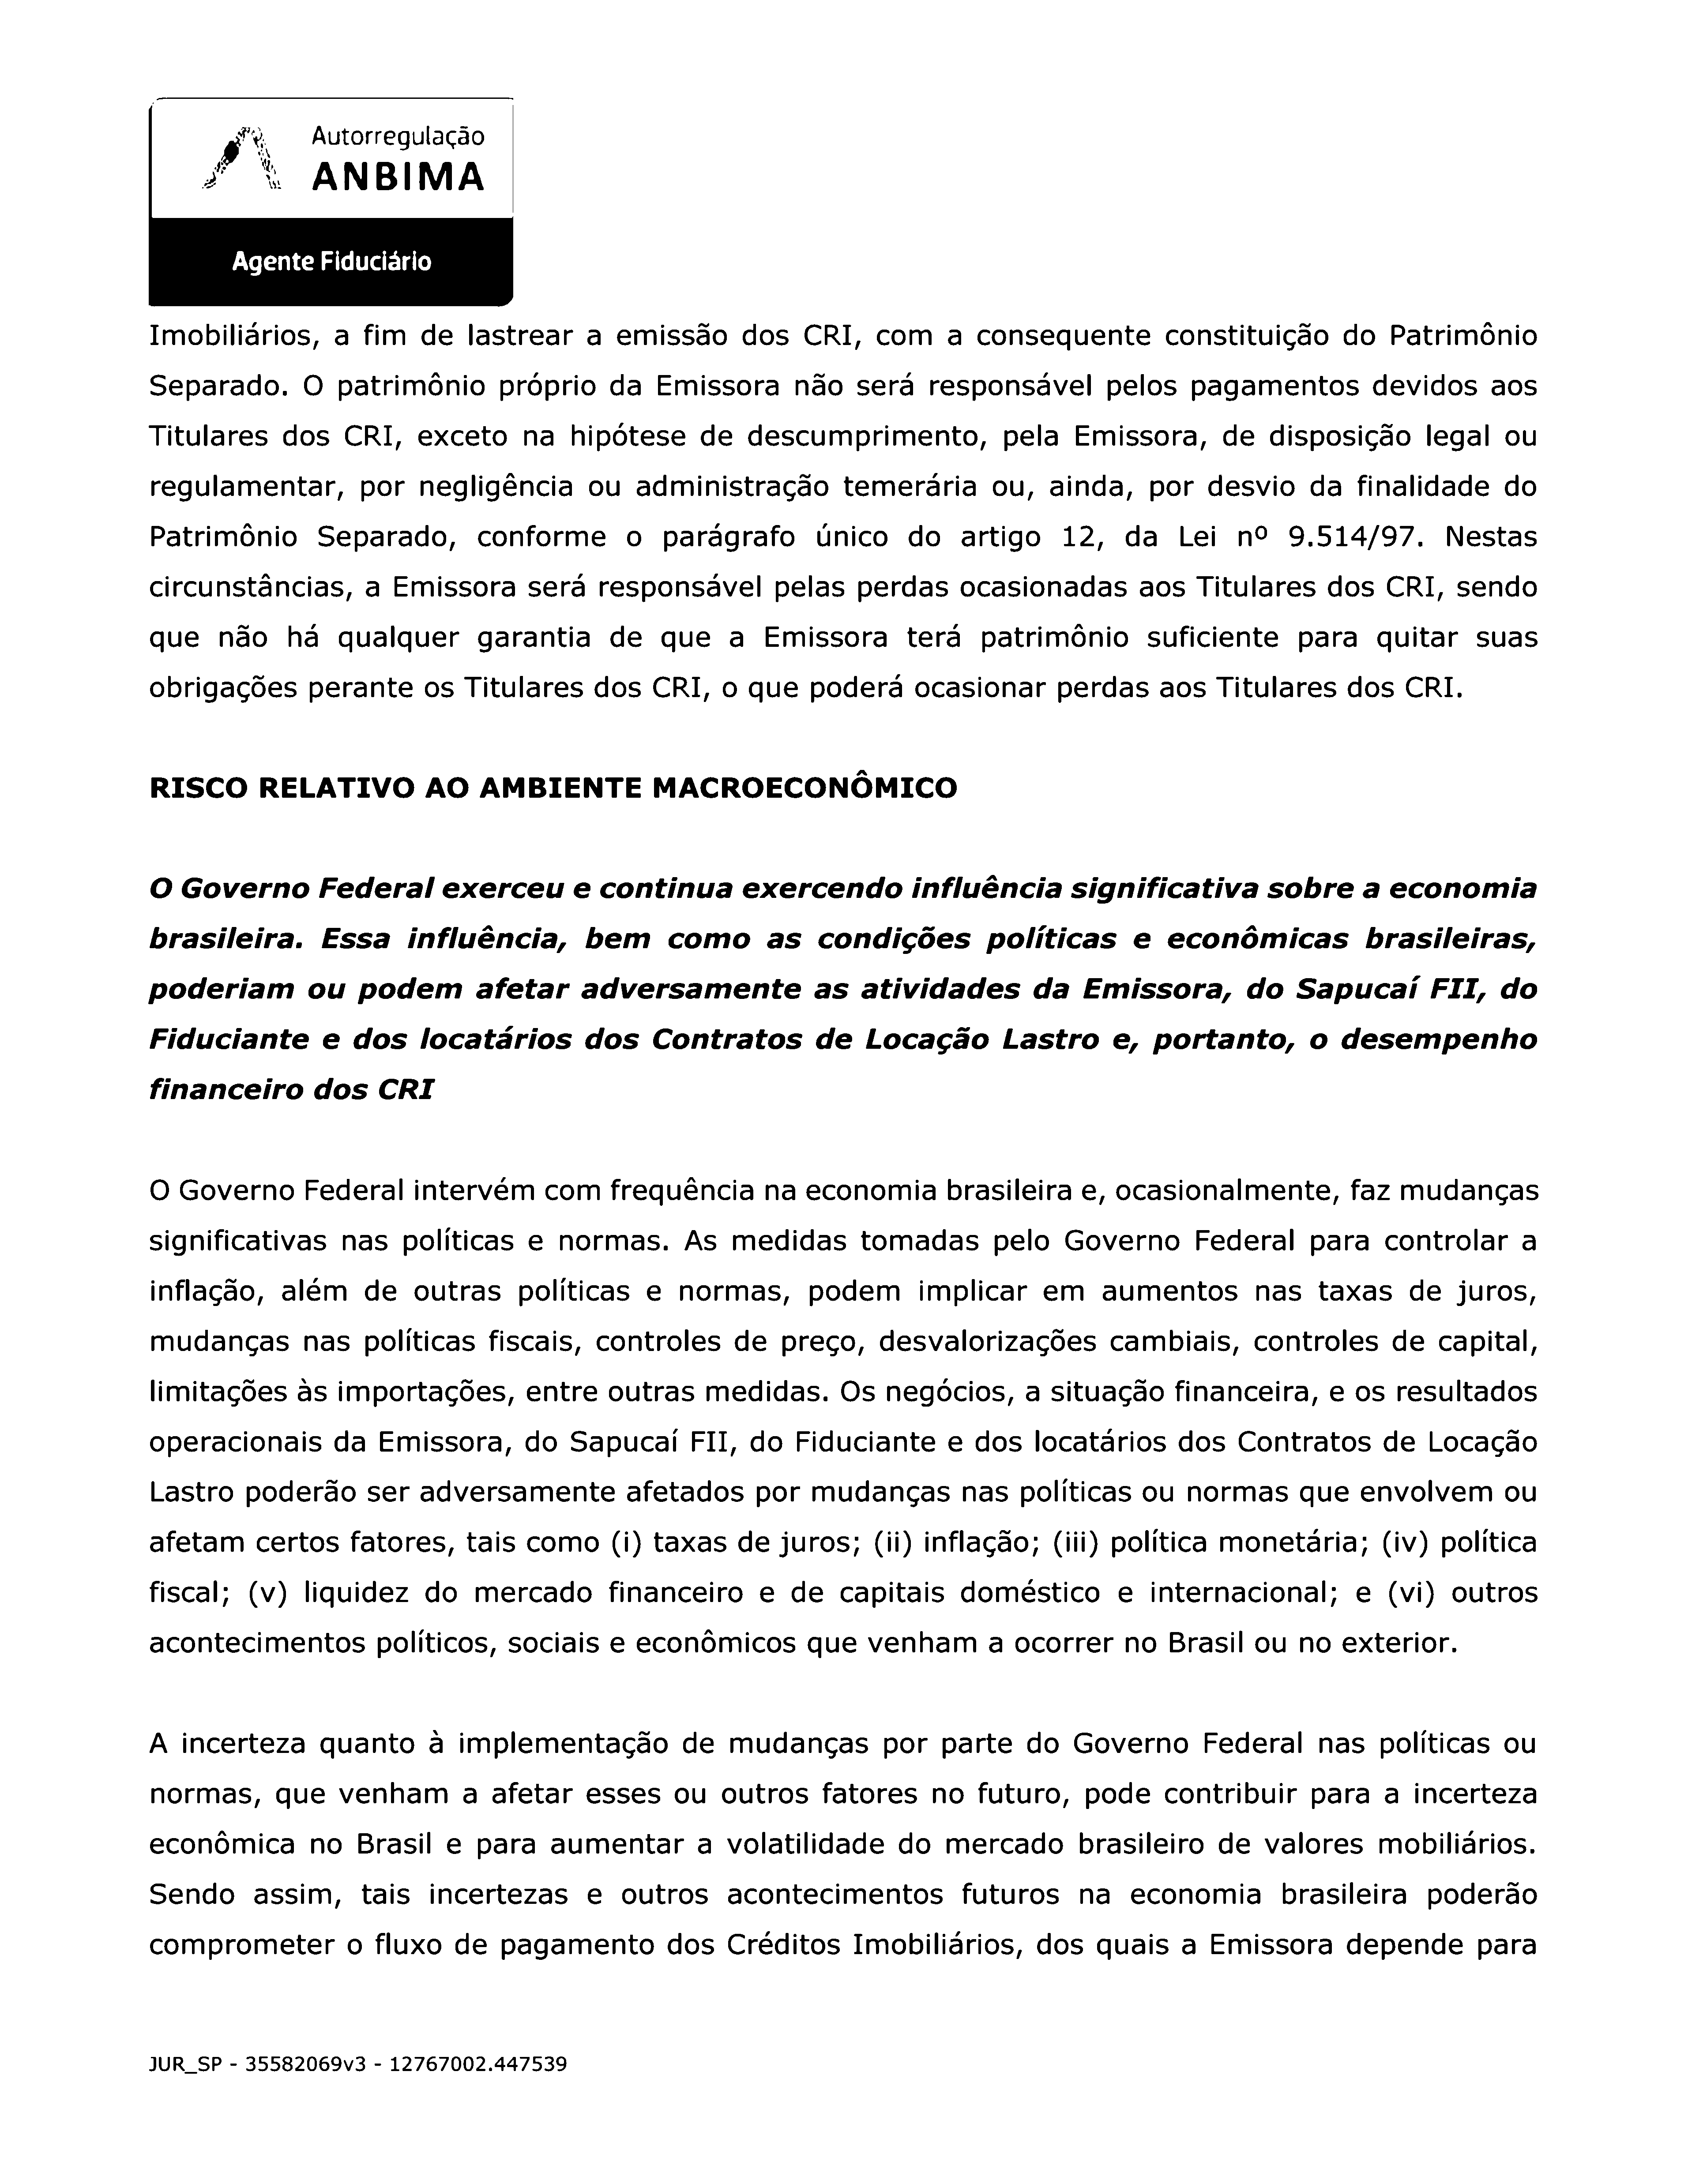 Autorregulação
ANBIMA
Agente Fiduciário
Imobiliários, a fim de lastrear a emissão dos CRI, com a consequente constituição do Patrimônio
Separado. O patrimônio próprio da Emissora não será responsável pelos pagamentos devidos aos
Titulares dos CRI, exceto na hipótese de descumprimento, pela Emissora, de disposição legal ou
regulamentar, por negligência ou administração temerária ou, ainda, por desvio da finalidade do
Patrimônio Separado, conforme o parágrafo único do artigo 12, da Lei nº 9.514/97. Nestas
circunstâncias, a Emissora será responsável pelas perdas ocasionadas aos Titulares dos CRI, sendo
que não há qualquer garantia de que a Emissora terá patrimônio suficiente para quitar suas
obrigações perante os Titulares dos CRI, o que poderá ocasionar perdas aos Titulares dos CRI.
RISCO RELATIVO AO AMBIENTE MACROECONÔMICO
O Governo Federal exerceu e continua exercendo influência significativa sobre a economia
brasileira. Essa influência, bem como as condições políticas e econômicas brasileiras,
poderiam ou podem afetar adversamente as atividades da Emissora, do Sapucaí FII, do
Fiduciante e dos locatários dos Contratos de Locação Lastro e, portanto, o desempenho
financeiro dos CRI
O Governo Federal intervém com frequência na economia brasileira e, ocasionalmente, faz mudanças
significativas nas políticas e normas. As medidas tomadas pelo Governo Federal para controlar a
inflação, além de outras políticas e normas, podem implicar em aumentos nas taxas de juros,
mudanças nas políticas fiscais, controles de preço, desvalorizações cambiais, controles de capital,
limitações às importações, entre outras medidas. Os negócios, a situação financeira, e os resultados
operacionais da Emissora, do Sapucaí FII, do Fiduciante e dos locatários dos Contratos de Locação
Lastro poderão ser adversamente afetados por mudanças nas políticas ou normas que envolvem ou
afetam certos fatores, tais como (i) taxas de juros; (ii) inflação; (iii) política monetária; (iv) política
fiscal; (v) liquidez do mercado financeiro e de capitais doméstico e internacional; e (vi) outros
acontecimentos políticos, sociais e econômicos que venham a ocorrer no Brasil ou no exterior.
A incerteza quanto à implementação de mudanças por parte do Governo Federal nas políticas ou
normas, que venham a afetar esses ou outros fatores no futuro, pode contribuir para a incerteza
econômica no Brasil e para aumentar a volatilidade do mercado brasileiro de valores mobiliários.
Sendo assim, tais incertezas e outros acontecimentos futuros na economia brasileira poderão
comprometer o fluxo de pagamento dos Créditos Imobiliários, dos quais a Emissora depende para
JUR_SP - 35582069v3 - 12767002.447539